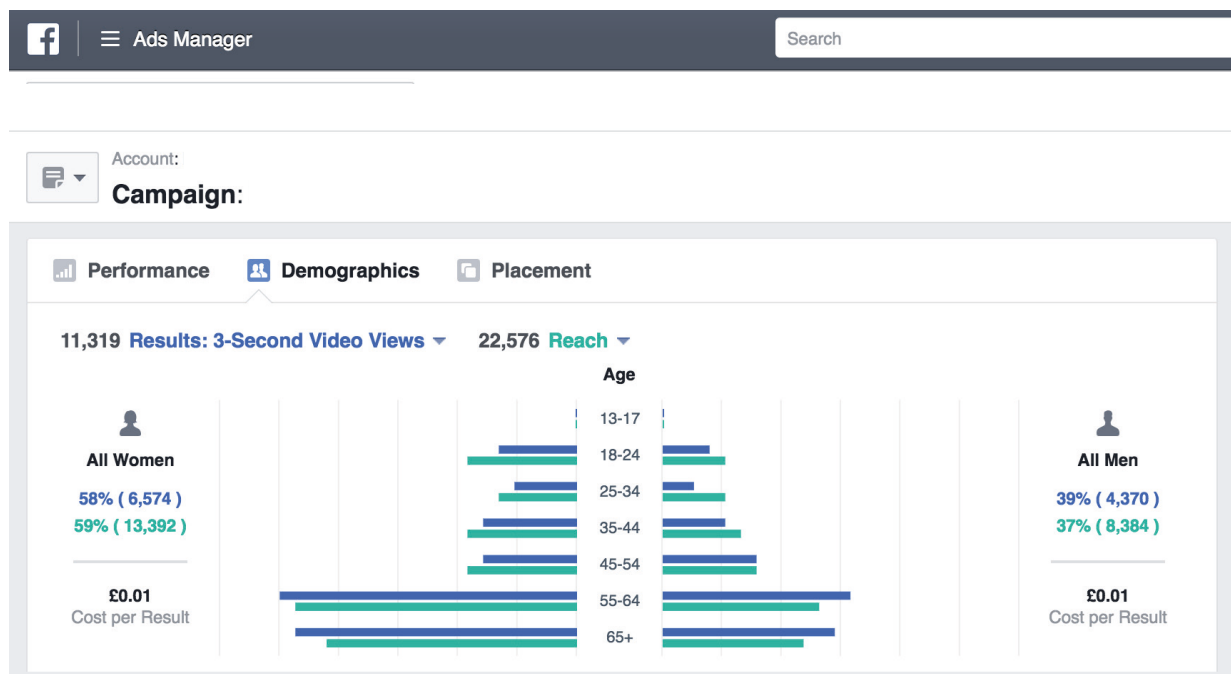 f Ads Manager Search
Account:
Campaign:
Performance Demographics Placement
11,319 Results: 3-Second Video Views 22,576 Reach
Age
13-17
18-24
25-34
35-44
45-54
55-64
65+
All Women
58% ( 6,574 )
59% ( 13,392 )
£0.01
Cost per Result
All Men
39% ( 4,370 )
37% ( 8,384 )
£0.01
Cost per Result